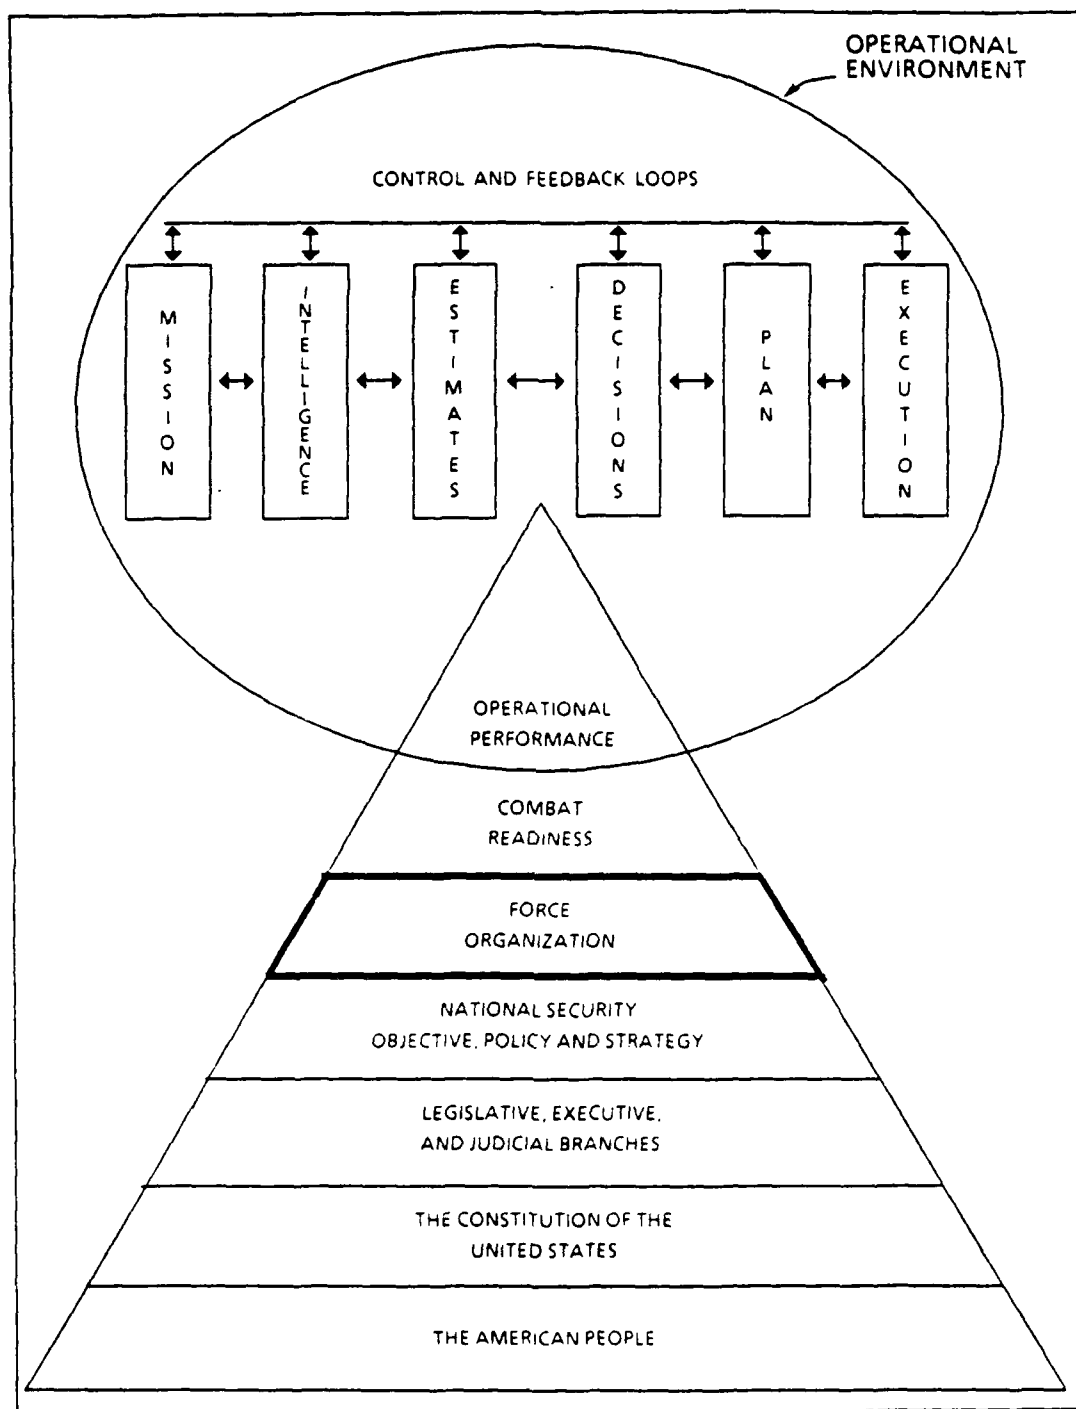 OPERATIONAL
ENVIRONMENT
CONTROL AND FEEDBACK LOOPS
MISSION
INTELLIGENCE
ESTIMATES
DECISIONS
PLAN
EXECUTION
OPERATIONAL
PERFORMANCE
COMBAT
READINESS
FORCE
ORGANIZATION
NATIONAL SECURITY
OBJECTIVE, POLICY AND STRATEGY
LEGISLATIVE, EXECUTIVE,
AND JUDICIAL BRANCHES
THE CONSTITUTION OF THE
UNITED STATES
THE AMERICAN PEOPLE